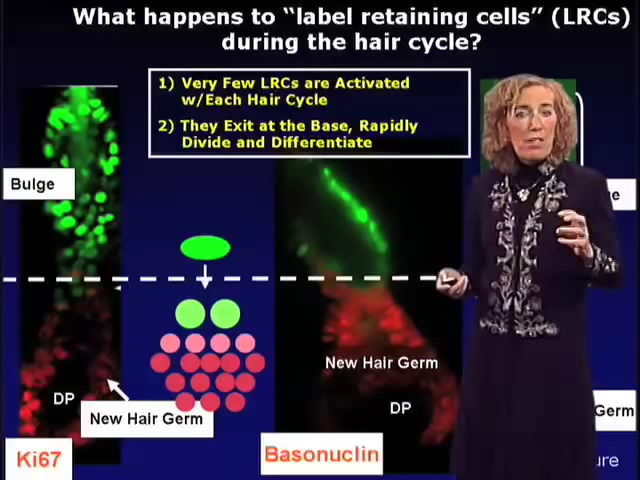 What happens to “label retaining cells” (LRCs)
during the hair cycle?
1) Very Few LRCs are Activated
w/Each Hair Cycle
2) They Exit at the Base, Rapidly
Divide and Differentiate
Bulge
New Hair Germ
DP
DP
New Hair Germ
Germ
Ki67
Basonuclin